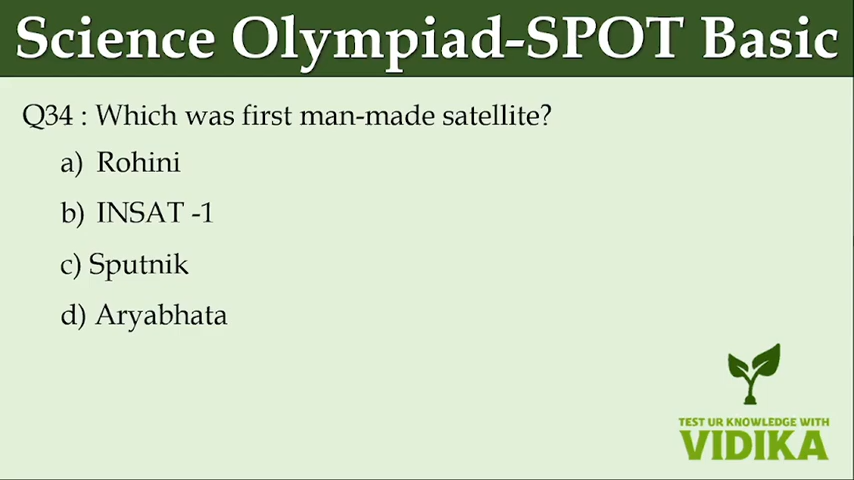 Science Olympiad-SPOT Basic
Q34 : Which was first man-made satellite?
a) Rohini
b) INSAT -1
c) Sputnik
d) Aryabhata
TEST UR KNOWLEDGE WITH
VIDIKA